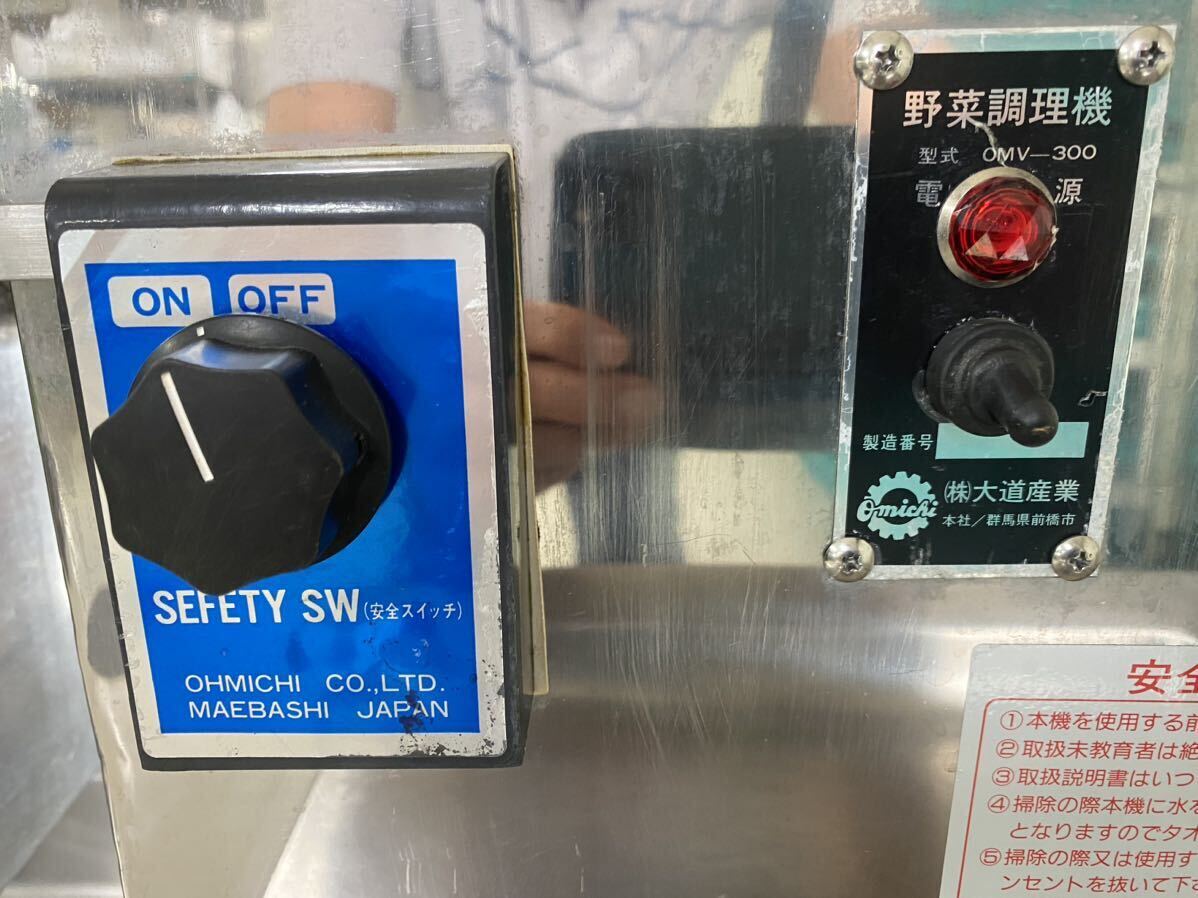 ON OFF
SEFETY SW (安全スイッチ)
OHMICHI CO.,LTD.
MAEBASHI JAPAN
野菜調理機
型式 OMV—300
電源
製造番号
Omichi
(株)大道産業
本社/群馬県前橋市
安
①本機を使用する
②取扱未教育者は
③取扱説明書はいつ
④掃除の際本機に水
となりますのでタオ
⑤掃除の際又は使用す
ンセントを抜いて下